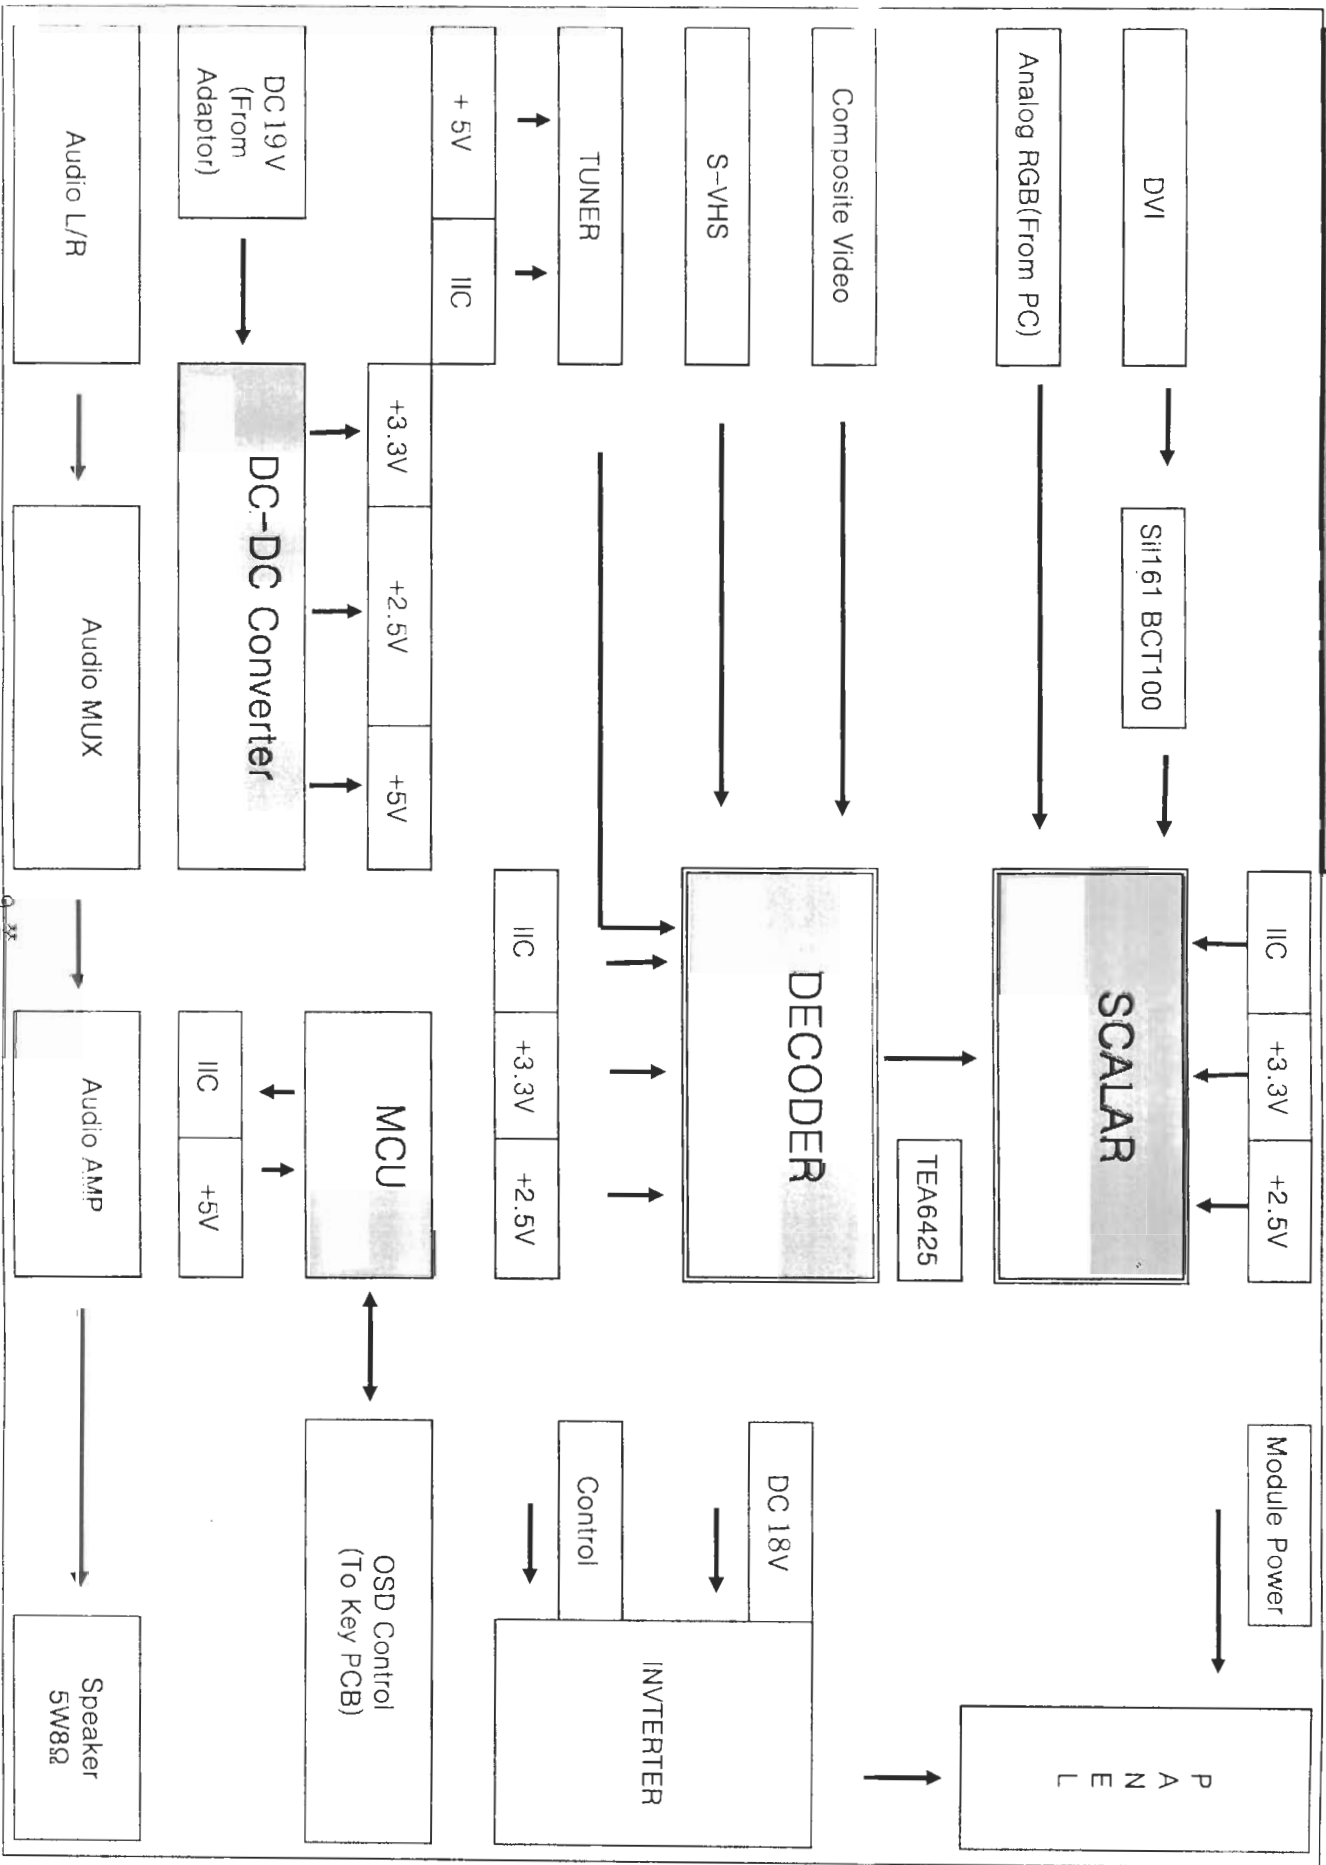 IIC
+3.3V
+2.5V
Module Power
DVI
Sil161 BCT100
SCALAR
P
A
N
E
L
Analog RGB(From PC)
TEA6425
Composite Video
DECODER
DC 18V
S-VHS
INVTERTER
TUNER
IIC
+3.3V
+2.5V
Control
+5V
IIC
+3.3V
+2.5V
+5V
MCU
OSD Control
(To Key PCB)
DC 19V
(From
Adaptor)
DC-DC Converter
IIC
+5V
Audio L/R
Audio MUX
Audio AMP
Speaker
5W8Ω